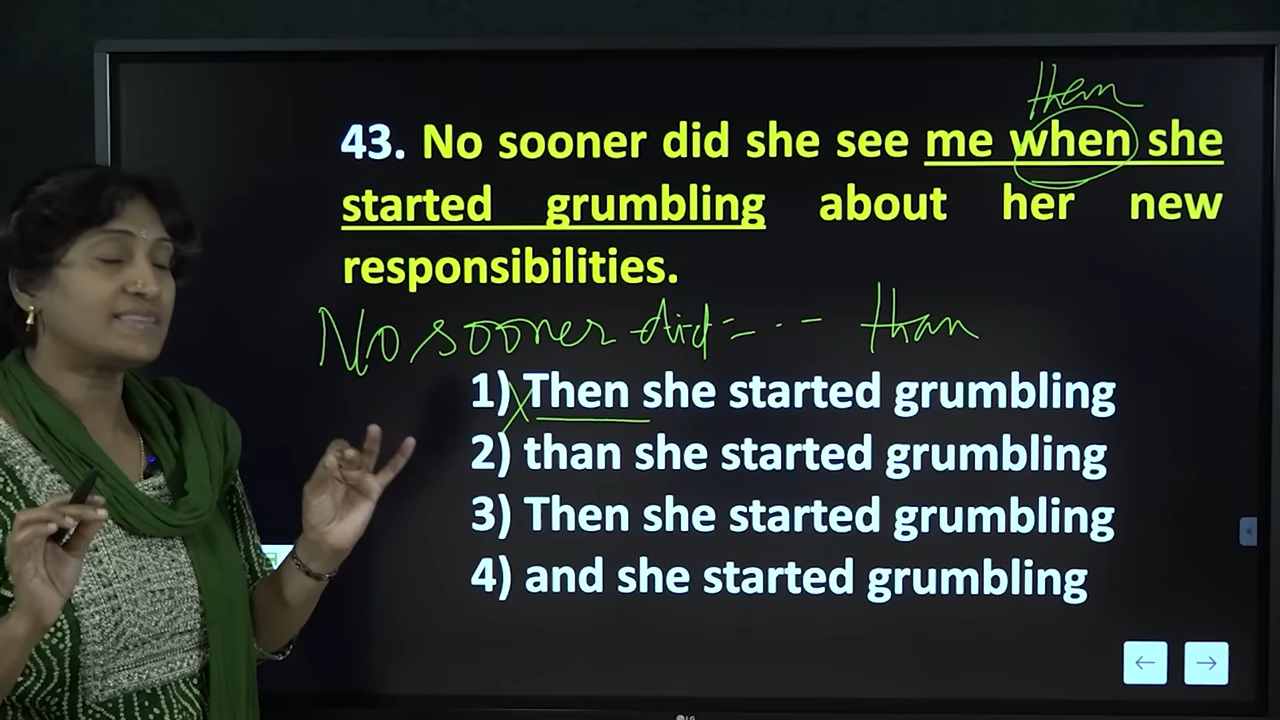 than
43. No sooner did she see me when she
started grumbling about her new
responsibilities.
No sooner did - - - than
1) Then she started grumbling
2) than she started grumbling
3) Then she started grumbling
4) and she started grumbling
LG